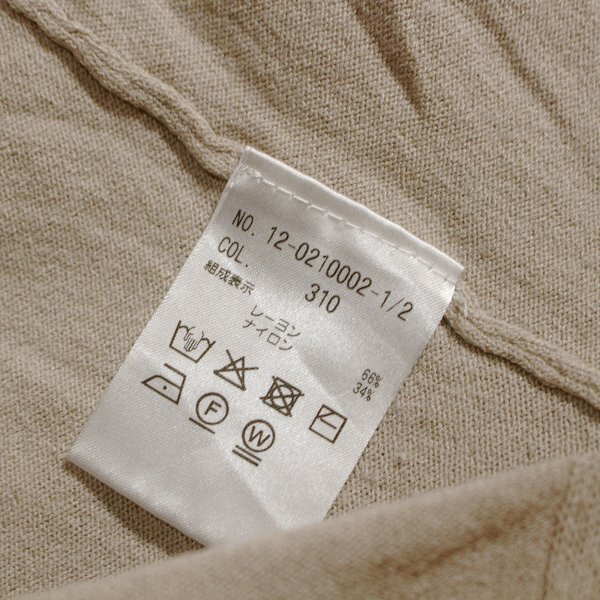 NO. 12-0210002-1/2
COL. 310
組成表示
レーヨン 66%
ナイロン 34%
F
W